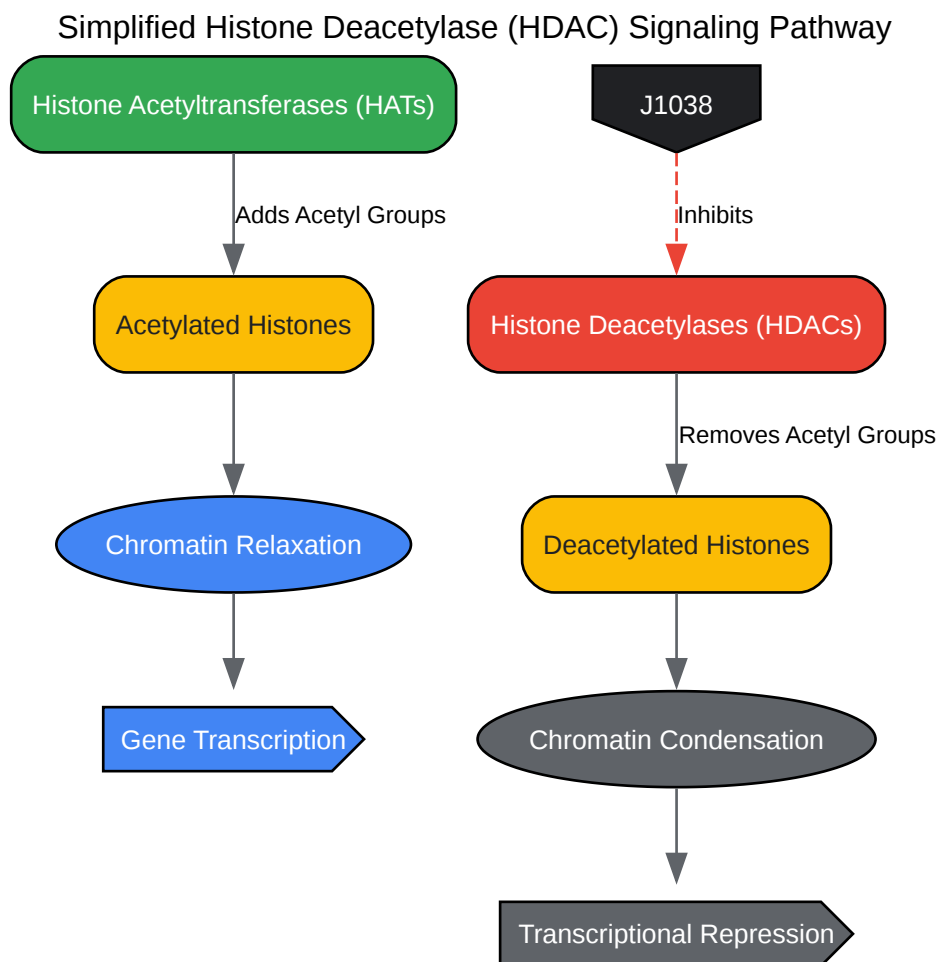 Simplified Histone Deacetylase (HDAC) Signaling Pathway
Histone Acetyltransferases (HATs)
J1038
Adds Acetyl Groups
Inhibits
Acetylated Histones
Histone Deacetylases (HDACs)
Removes Acetyl Groups
Chromatin Relaxation
Deacetylated Histones
Gene Transcription
Chromatin Condensation
Transcriptional Repression